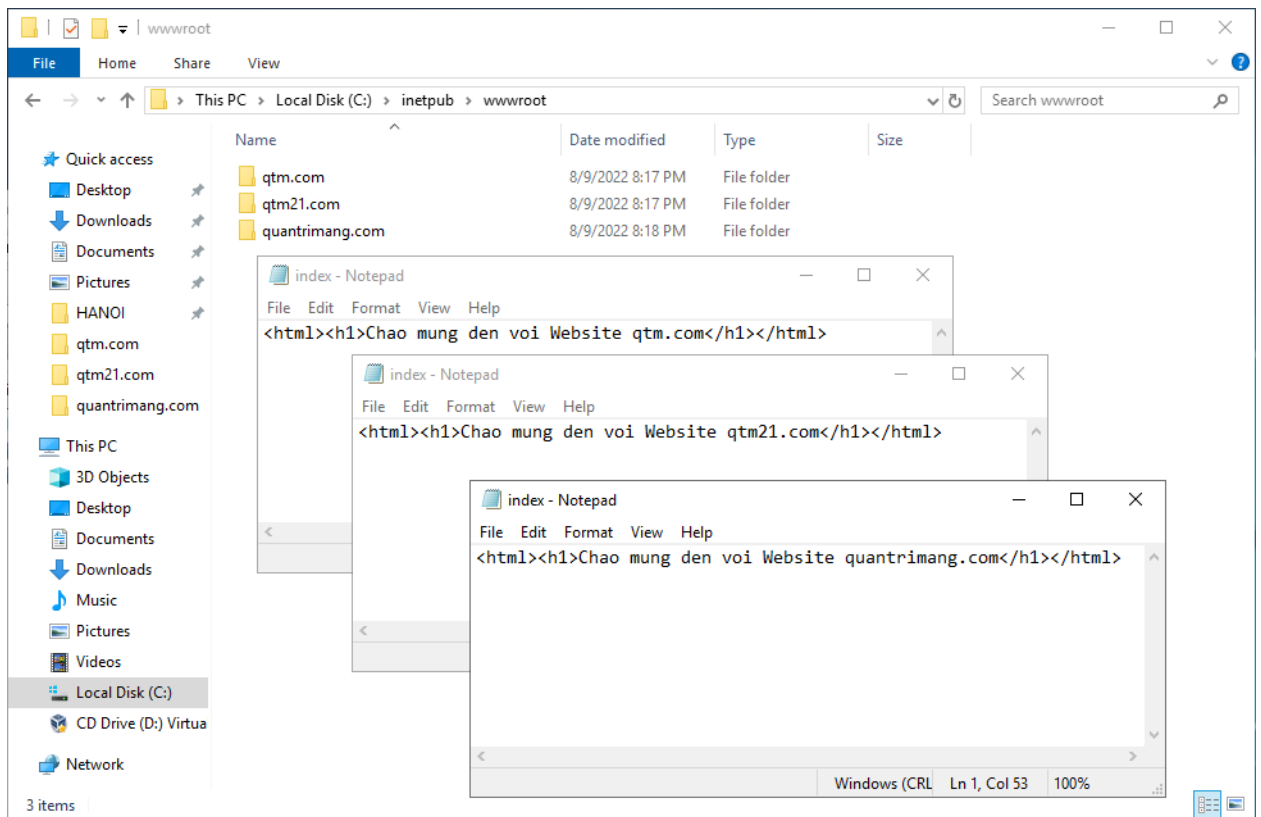 wwwroot
File Home Share View
This PC > Local Disk (C:) > inetpub > wwwroot
Search wwwroot
Name Date modified Type Size
Quick access
Desktop
Downloads
Documents
Pictures
HANOI
qtm.com
qtm21.com
quantrimang.com
This PC
3D Objects
Desktop
Documents
Downloads
Music
Pictures
Videos
Local Disk (C:)
CD Drive (D:) Virtua
Network
qtm.com 8/9/2022 8:17 PM File folder
qtm21.com 8/9/2022 8:17 PM File folder
quantrimang.com 8/9/2022 8:18 PM File folder
index - Notepad
File Edit Format View Help
<html><h1>Chao mung den voi Website qtm.com</h1></html>
index - Notepad
File Edit Format View Help
<html><h1>Chao mung den voi Website qtm21.com</h1></html>
index - Notepad
File Edit Format View Help
<html><h1>Chao mung den voi Website quantrimang.com</h1></html>
Windows (CRL Ln 1, Col 53 100%
3 items